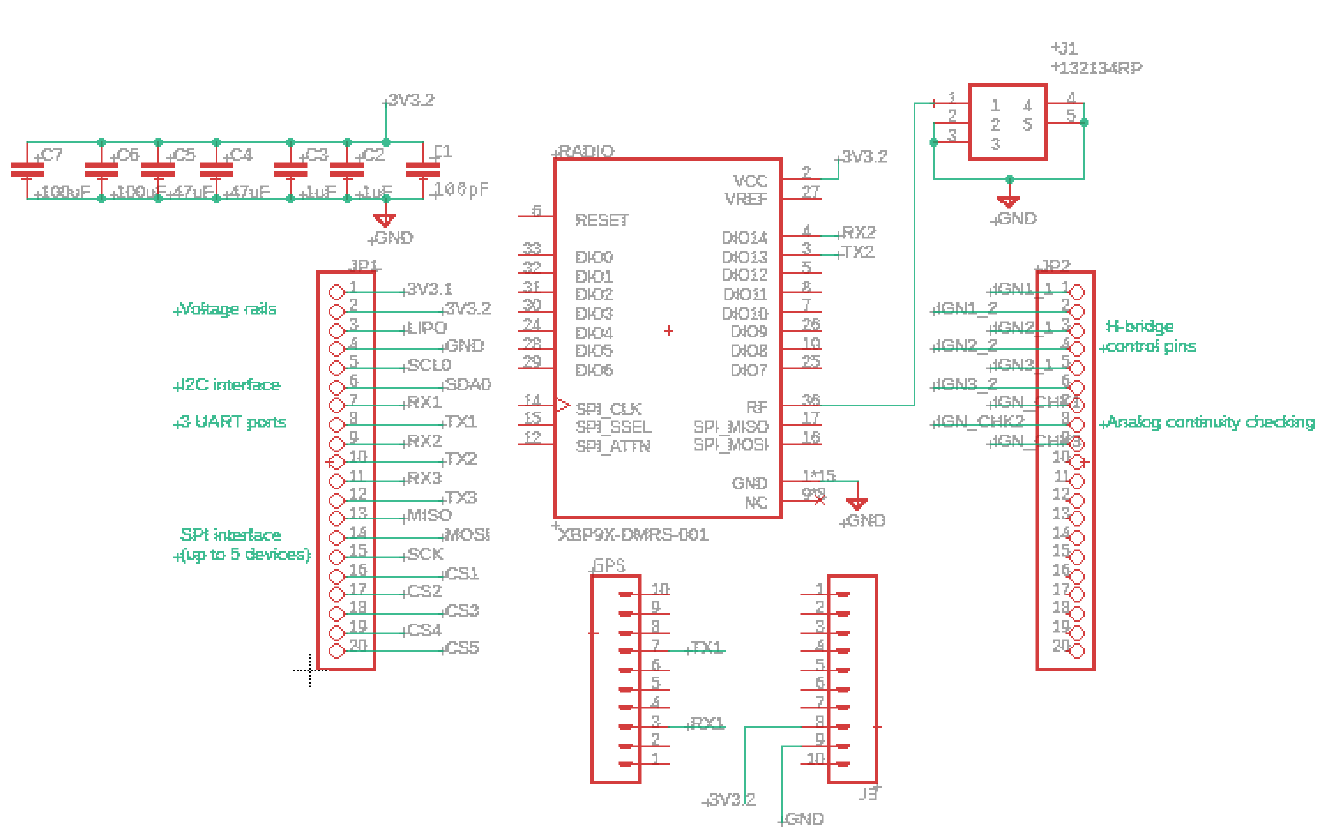 J1
132134RP
3V3.2
C7
C6
C5
C4
C3
C2
C1
100uF
100uF
47uF
47uF
1uF
1uF
100pF
GND
1
2
3
1
2
3
4
5
4
5
GND
RADIO
VCC
2
3V3.2
VREF
27
5
RESET
DIO14
4
RX2
DIO13
3
TX2
33
DIO0
DIO12
5
32
DIO1
DIO11
8
31
DIO2
DIO10
7
30
DIO3
DIO9
26
24
DIO4
DIO8
28
DIO5
DIO7
25
29
DIO6
14
SPI_CLK
RF
36
15
SPI_SSEL
SPI_MISO
17
12
SPI_ATTN
SPI_MOSI
16
GND
1*15
NC
GND
XBP9X-DMRS-001
JP1
1
3V3.1
Voltage rails
2
3V3.2
3
LIPO
4
GND
5
SCL0
I2C interface
6
SDA0
7
RX1
3 UART ports
8
TX1
9
RX2
10
TX2
11
RX3
12
TX3
13
MISO
SPI interface
14
MOSI
(up to 5 devices)
15
SCK
16
CS1
17
CS2
18
CS3
19
CS4
20
CS5
JP2
IGN1_1
1
IGN1_2
2
IGN2_1
3
H-bridge
IGN2_2
4
control pins
IGN3_1
5
IGN3_2
6
IGN_CHK1
7
IGN_CHK2
8
Analog continuity checking
IGN_CHK3
9
10
11
12
13
14
15
16
17
18
19
20
GPS
10
9
8
7
TX1
6
5
4
3
RX1
2
1
1
2
3
4
5
6
7
8
9
10
J3
3V3.2
GND